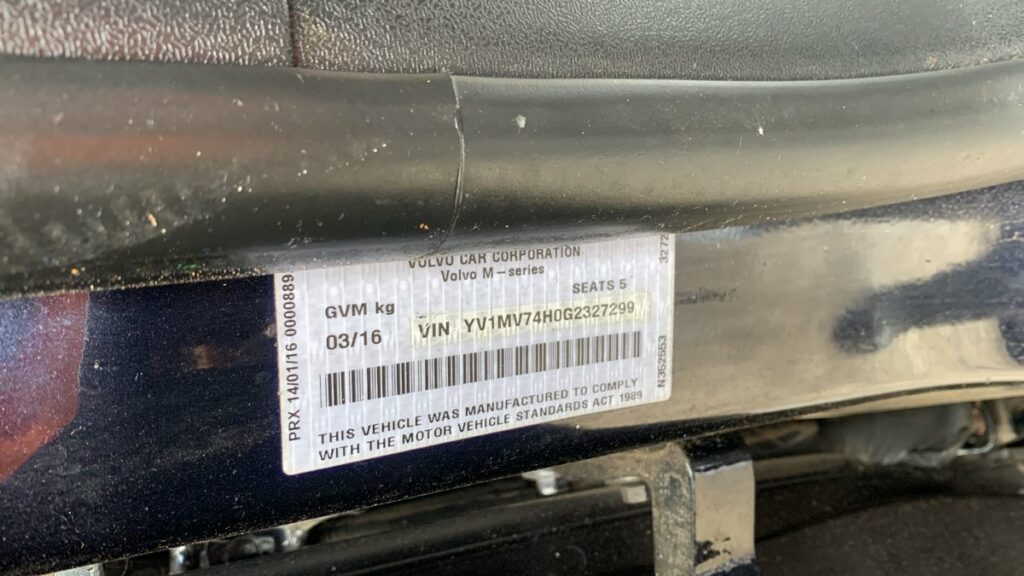 VOLVO CAR CORPORATION
Volvo M-series
SEATS 5
GVM kg
03/16
VIN YV1MV74H0G2327299
THIS VEHICLE WAS MANUFACTURED TO COMPLY
WITH THE MOTOR VEHICLE STANDARDS ACT 1989
PRX 14/01/16 0000889
N352553